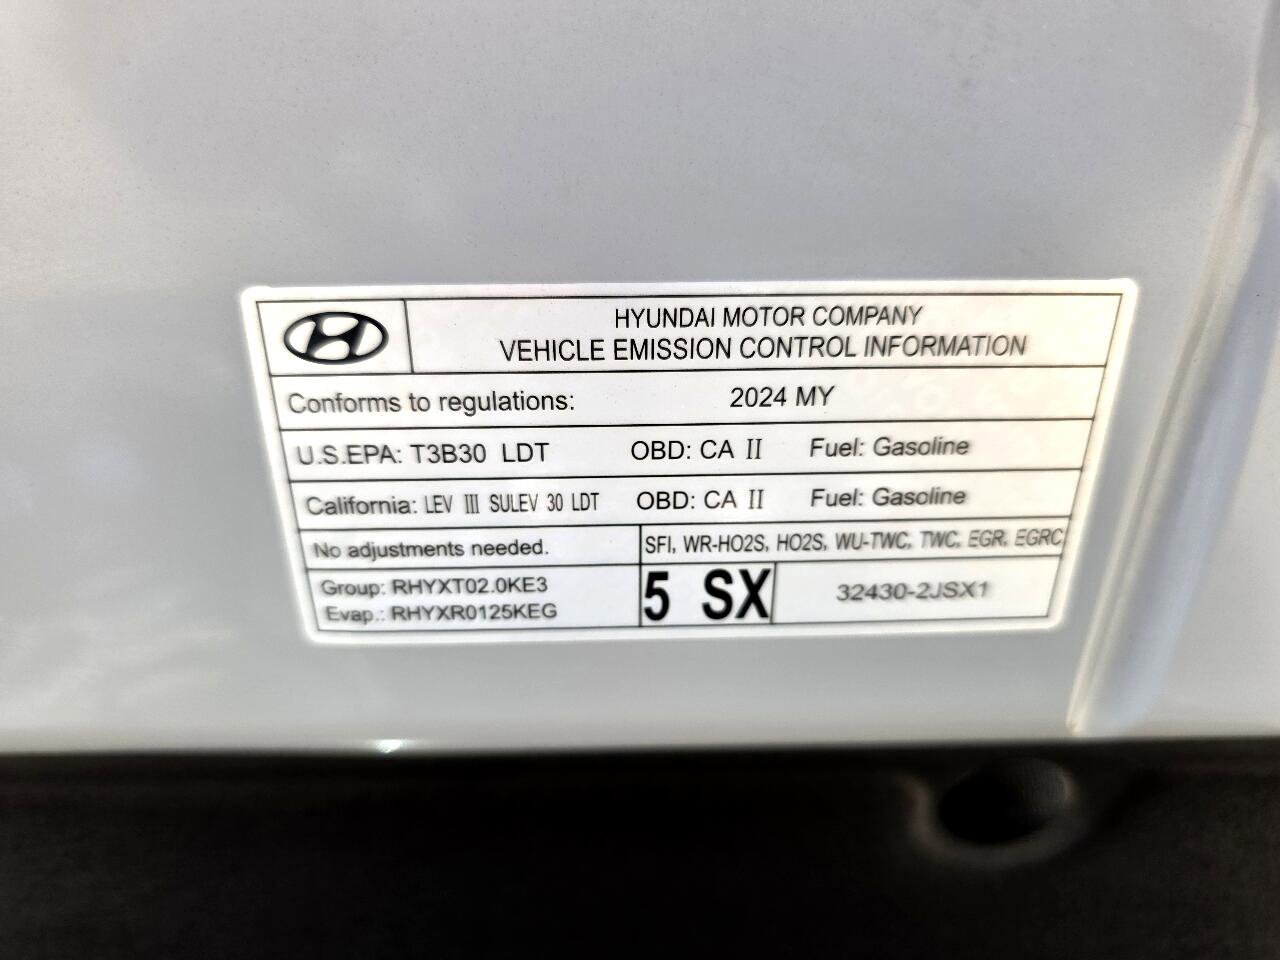 HYUNDAI MOTOR COMPANY
VEHICLE EMISSION CONTROL INFORMATION
Conforms to regulations: 2024 MY
U.S.EPA: T3B30 LDT OBD: CA II Fuel: Gasoline
California: LEV III SULEV 30 LDT OBD: CA II Fuel: Gasoline
No adjustments needed. SFI, WR-HO2S, HO2S, WU-TWC, TWC, EGR, EGRC
Group: RHYXT02.0KE3
Evap.: RHYXR0125KEG
5 SX 32430-2JSX1